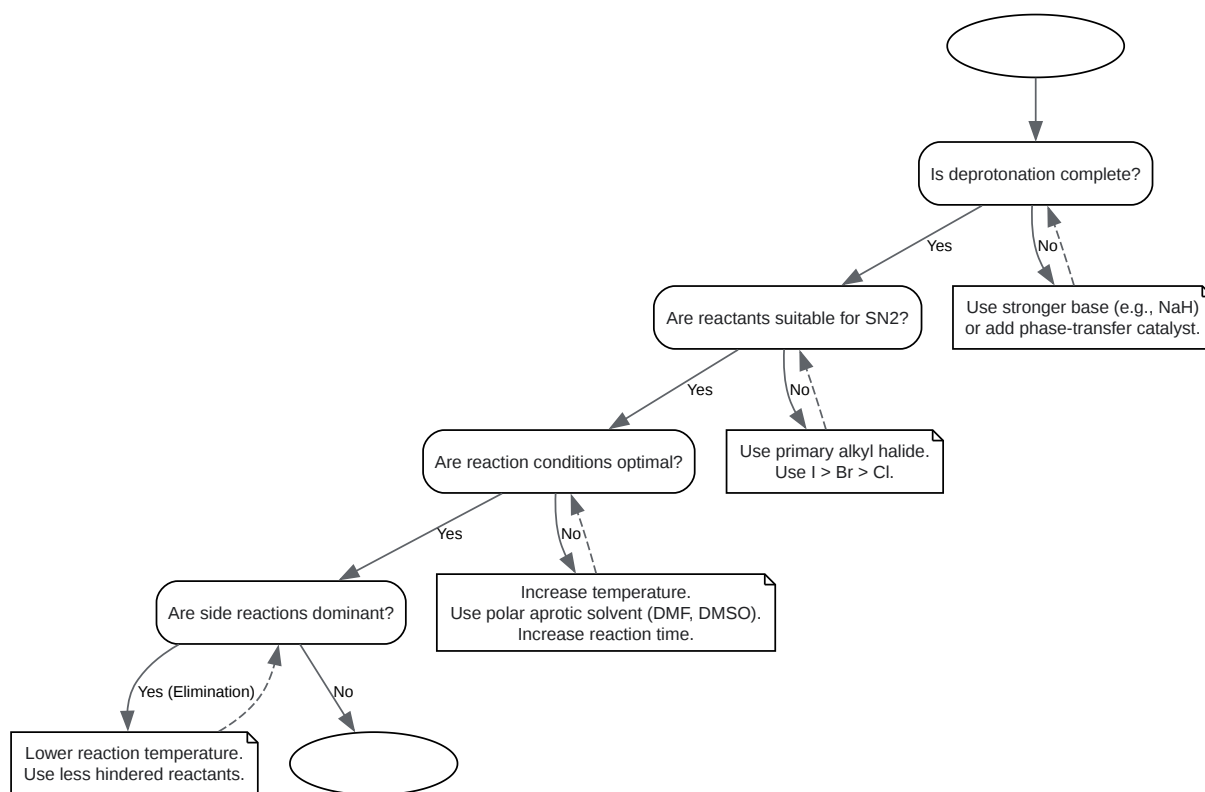 Is deprotonation complete?
Yes
No
Use stronger base (e.g., NaH)
or add phase-transfer catalyst.
Are reactants suitable for SN2?
Yes
No
Use primary alkyl halide.
Use I > Br > Cl.
Are reaction conditions optimal?
Yes
No
Increase temperature.
Use polar aprotic solvent (DMF, DMSO).
Increase reaction time.
Are side reactions dominant?
Yes (Elimination)
No
Lower reaction temperature.
Use less hindered reactants.